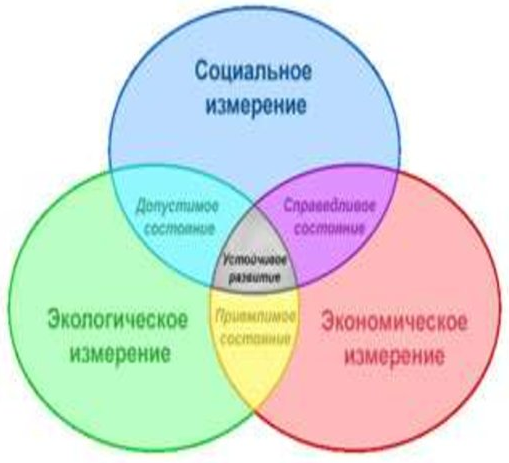 Социальное
измерение
Допустимое
состояние
Справедливое
состояние
Устойчивое
развитие
Экологическое
измерение
Приемлимое
состояние
Экономическое
измерение